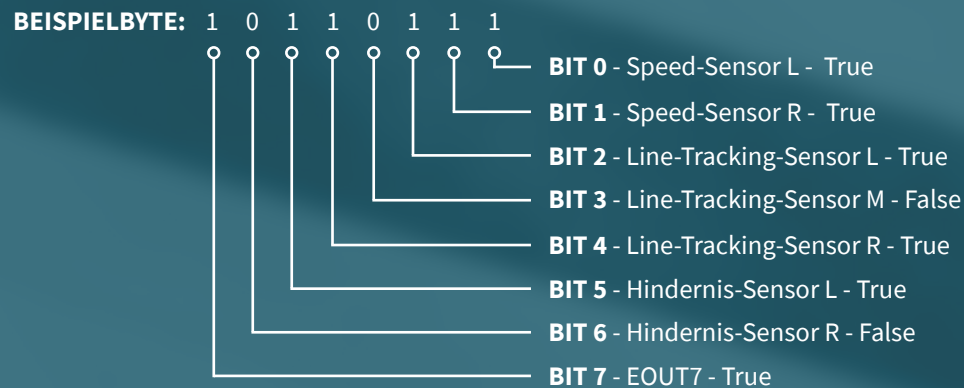 BEISPIELBYTE: 1 0 1 1 0 1 1 1
BIT 0 - Speed-Sensor L - True
BIT 1 - Speed-Sensor R - True
BIT 2 - Line-Tracking-Sensor L - True
BIT 3 - Line-Tracking-Sensor M - False
BIT 4 - Line-Tracking-Sensor R - True
BIT 5 - Hindernis-Sensor L - True
BIT 6 - Hindernis-Sensor R - False
BIT 7 - EOUT7 - True